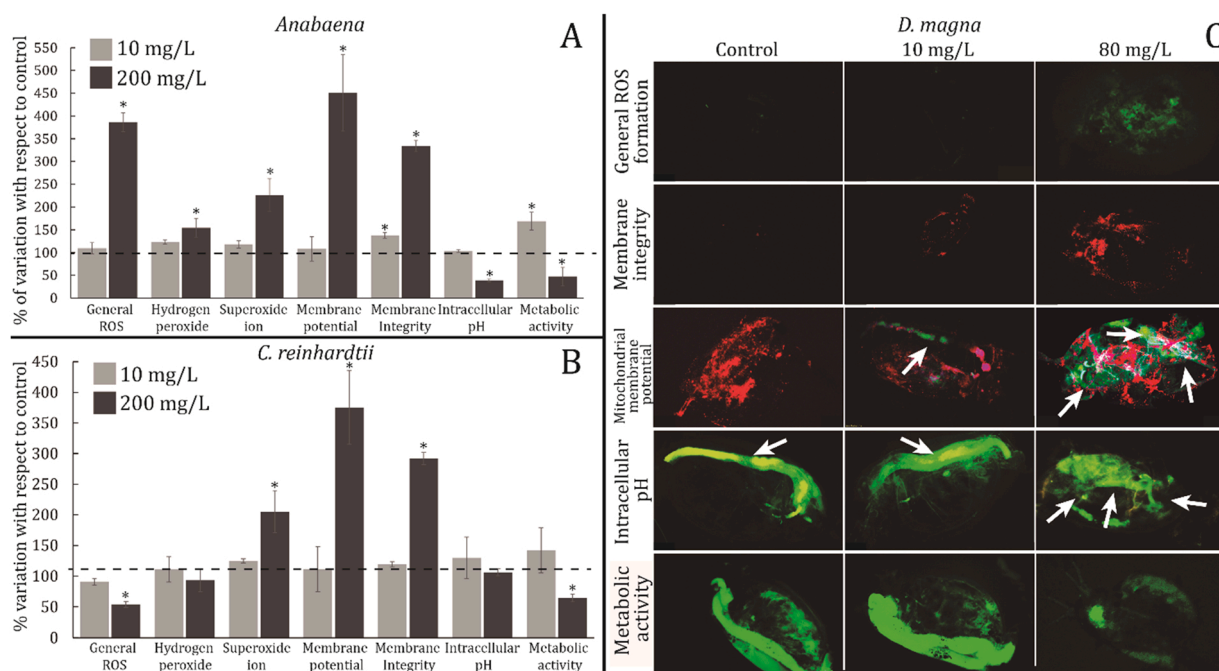 Anabaena
A
10 mg/L
200 mg/L
% of variation with respect to control
550
500
450
400
350
300
250
200
150
100
50
0
* * * * * * * * *
General Hydrogen Superoxide Membrane Membrane Intracellular Metabolic
ROS peroxide ion potential Integrity pH activity
C. reinhardtii
B
10 mg/L
200 mg/L
% variation with respect to control
450
400
350
300
250
200
150
100
50
0
* * * * *
General Hydrogen Superoxide Membrane Membrane Intracellular Metabolic
ROS peroxide ion potential Integrity pH activity
D. magna
C
Control 10 mg/L 80 mg/L
General ROS
formation
Membrane
integrity
Mitochondrial
membrane
potential
Intracellular
pH
Metabolic
activity